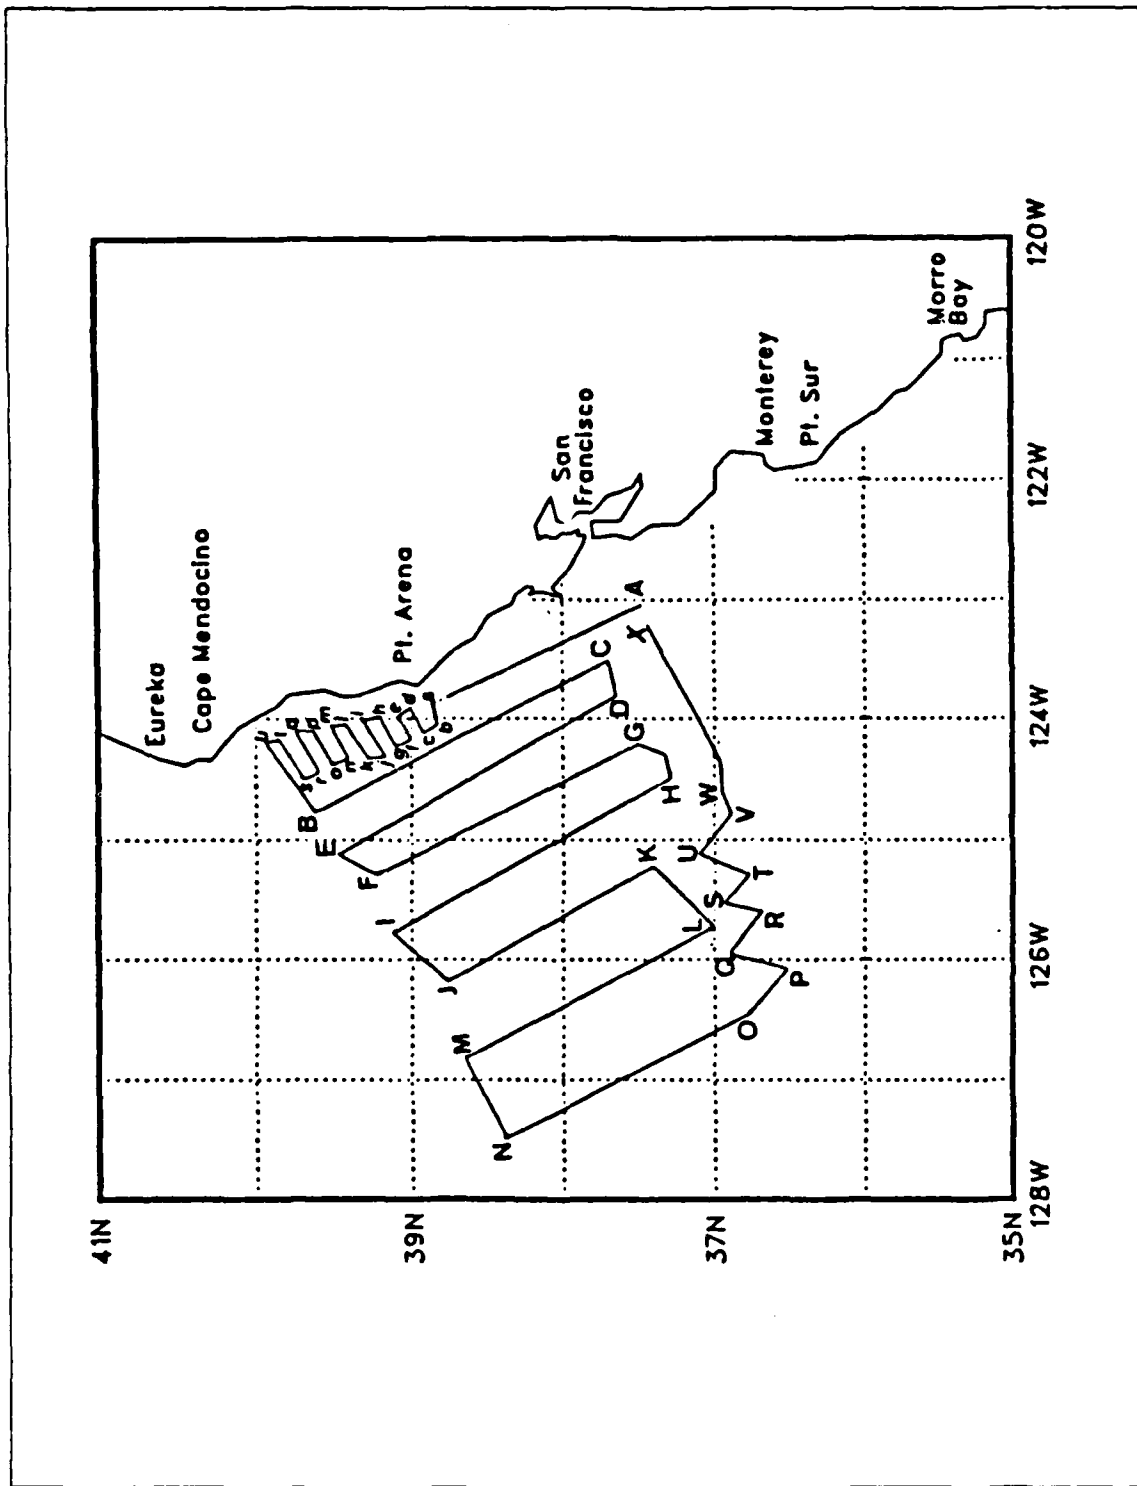 41N
39N
37N
35N
128W
126W
124W
122W
120W
Eureka
Cape Mendocino
Pt. Arena
San
Francisco
Monterey
Pt. Sur
Morro
Bay
A
B
C
D
E
F
G
H
I
J
K
L
M
N
O
P
Q
R
S
T
U
V
W
X
b
c
d
e
g
h
j
k
m
n
o
r
s